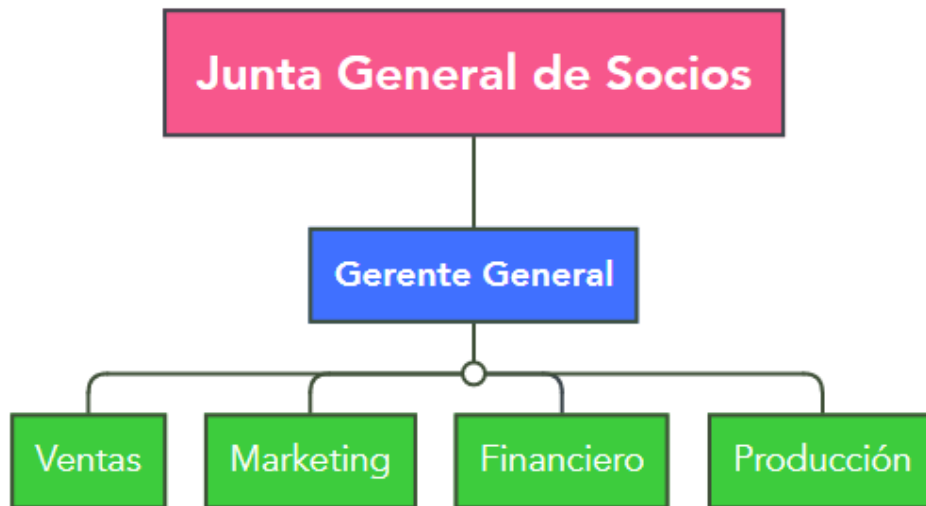 Junta General de Socios
Gerente General
Ventas
Marketing
Financiero
Producción